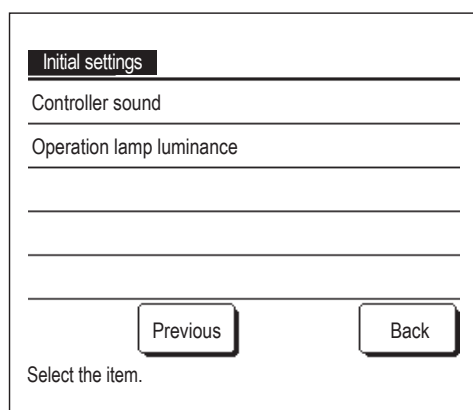 Initial settings
Controller sound
Operation lamp luminance
Previous Back
Select the item.